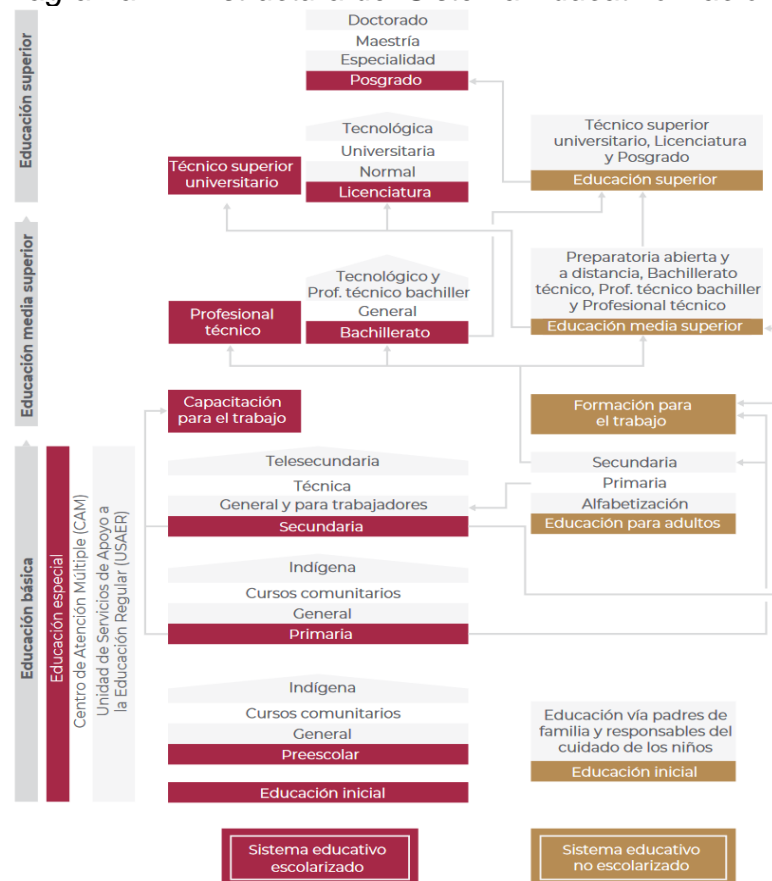 Doctorado
Maestría
Especialidad
Posgrado
Tecnológica
Universitaria
Normal
Licenciatura
Técnico superior
universitario
Técnico superior
universitario, Licenciatura
y Posgrado
Educación superior
Educación superior
Tecnológico y
Prof. técnico bachiller
General
Bachillerato
Profesional
técnico
Preparatoria abierta y
a distancia, Bachillerato
técnico, Prof. técnico bachiller
y Profesional técnico
Educación media superior
Educación media superior
Capacitación
para el trabajo
Formación para
el trabajo
Telesecundaria
Técnica
General y para trabajadores
Secundaria
Secundaria
Primaria
Alfabetización
Educación para adultos
Indígena
Cursos comunitarios
General
Primaria
Indígena
Cursos comunitarios
General
Preescolar
Educación inicial
Educación vía padres de
familia y responsables del
cuidado de los niños
Educación inicial
Educación básica
Educación especial
Centro de Atención Múltiple (CAM)
Unidad de Servicios de Apoyo a
la Educación Regular (USAER)
Sistema educativo
escolarizado
Sistema educativo
no escolarizado